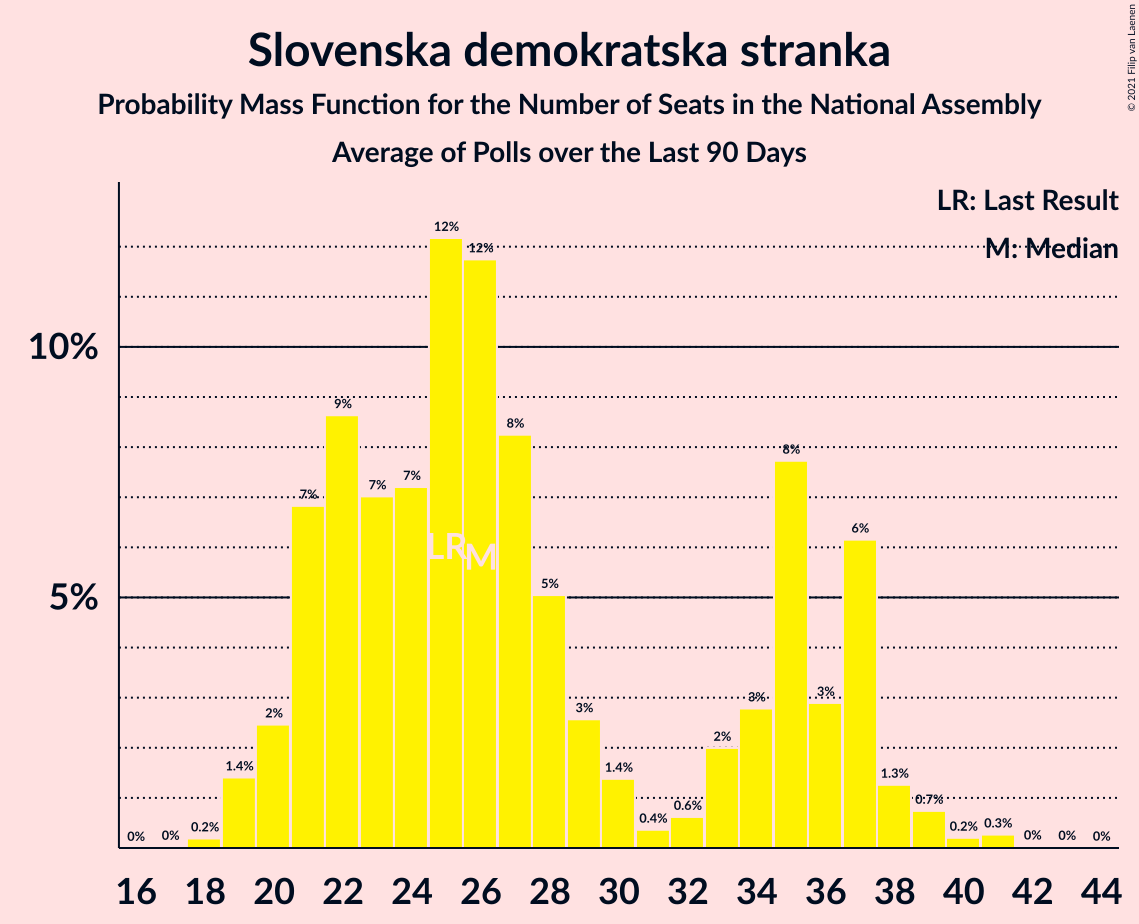 Slovenska demokratska stranka
Probability Mass Function for the Number of Seats in the National Assembly
Average of Polls over the Last 90 Days
© 2021 Filip van Laenen
LR: Last Result
M: Median
10%
5%
0% 0% 0.2% 1.4% 2% 7% 9% 7% 7% 12% 12% 8% 5% 3% 1.4% 0.4% 0.6% 2% 3% 8% 3% 6% 1.3% 0.7% 0.2% 0.3% 0% 0% 0%
LR M
16 18 20 22 24 26 28 30 32 34 36 38 40 42 44